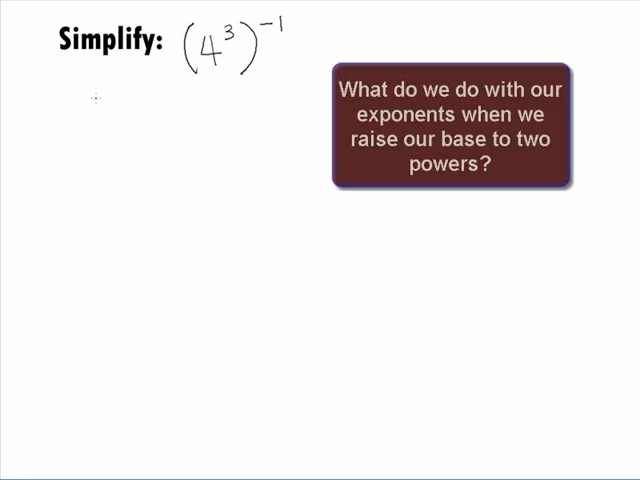 Simplify: (4³)⁻¹
What do we do with our
exponents when we
raise our base to two
powers?